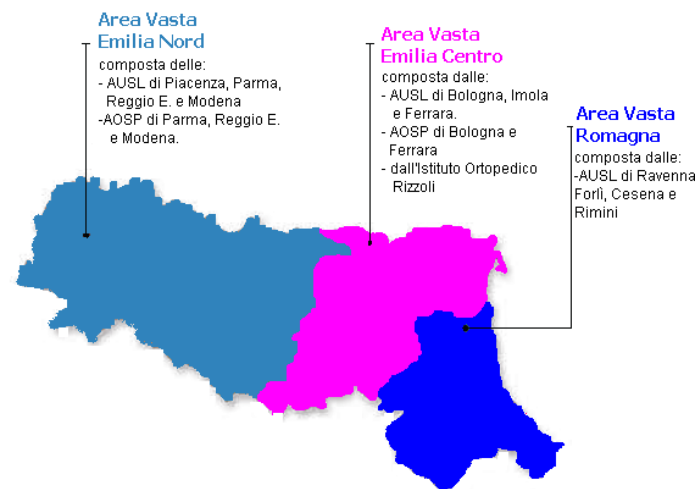 Area Vasta
Emilia Nord
composta delle:
- AUSL di Piacenza, Parma,
Reggio E. e Modena
-AOSP di Parma, Reggio E.
e Modena.
Area Vasta
Emilia Centro
composta dalle:
- AUSL di Bologna, Imola
e Ferrara.
- AOSP di Bologna e
Ferrara
- dall'Istituto Ortopedico
Rizzoli
Area Vasta
Romagna
composta dalle:
-AUSL di Ravenna
Forlì, Cesena e
Rimini